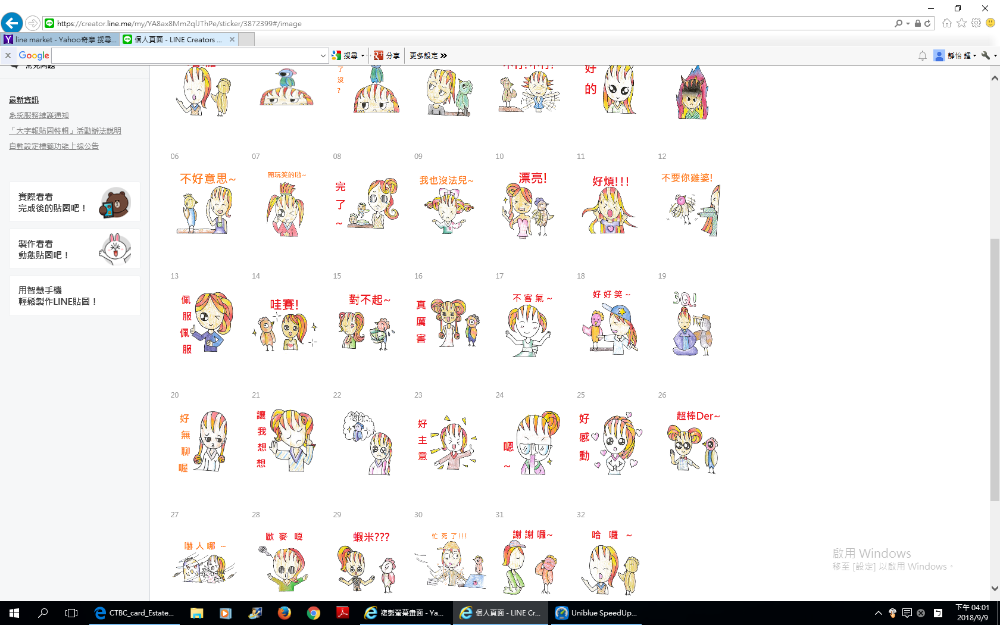 https://creator.line.me/my/YA8ax8Mm2qlJThPe/sticker/3872399#/image
line market - Yahoo奇摩 搜尋...
個人頁面 - LINE Creators ...
Google
搜尋
分享
更多設定 »
靜怡 鍾
常見問題
最新資訊
系統服務維護通知
「大字報貼圖特輯」活動辦法說明
自動設定標籤功能上線公告
實際看看
完成後的貼圖吧！
製作看看
動態貼圖吧！
用智慧手機
輕鬆製作LINE貼圖！
了沒?
好的
06
07
08
09
10
11
12
不好意思~
開玩笑的啦~
完了~
我也沒法兒~
漂亮!
好煩!!!
不要你雞婆!
13
14
15
16
17
18
19
佩服佩服
哇賽!
對不起~
真厲害
不客氣~
好好笑~
3Q!
20
21
22
23
24
25
26
好無聊喔
讓我想想
想你
好主意
嗯~
好感動
超棒Der~
27
28
29
30
31
32
嚇人哪~
歐麥嘎
蝦米???
忙死了!!!
謝謝囉~
哈囉~
啟用 Windows
移至 [設定] 以啟用 Windows。
CTBC_card_Estate...
複製螢幕畫面 - Ya...
個人頁面 - LINE Cr...
Uniblue SpeedUp...
下午 04:01
2018/9/9